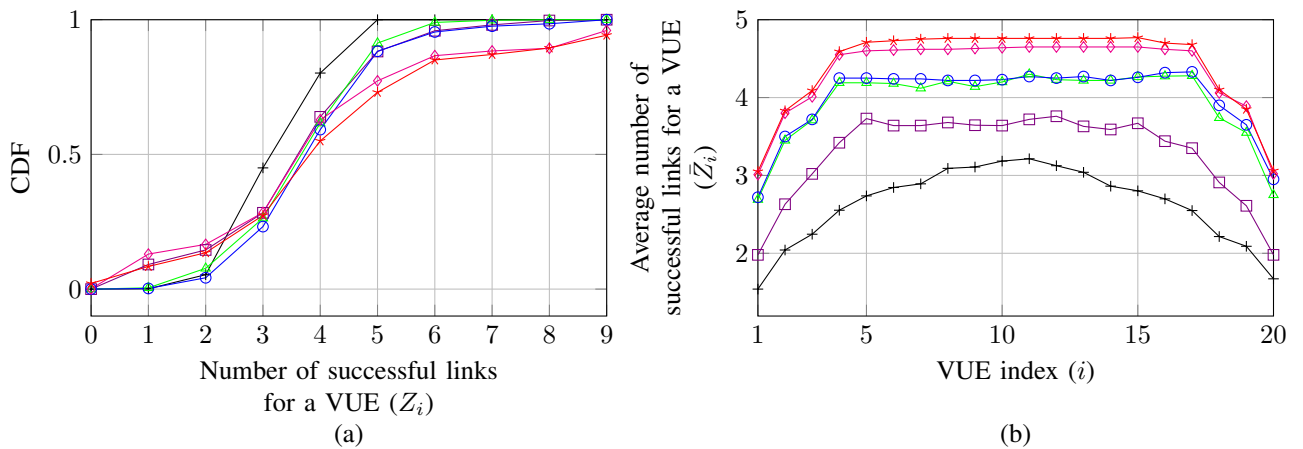 1
0.5
0
CDF
0 1 2 3 4 5 6 7 8 9
Number of successful links
for a VUE (Z_i)
(a)
5
4
3
2
Average number of
successful links for a VUE
(Z̄_i)
1 5 10 15 20
VUE index (i)
(b)